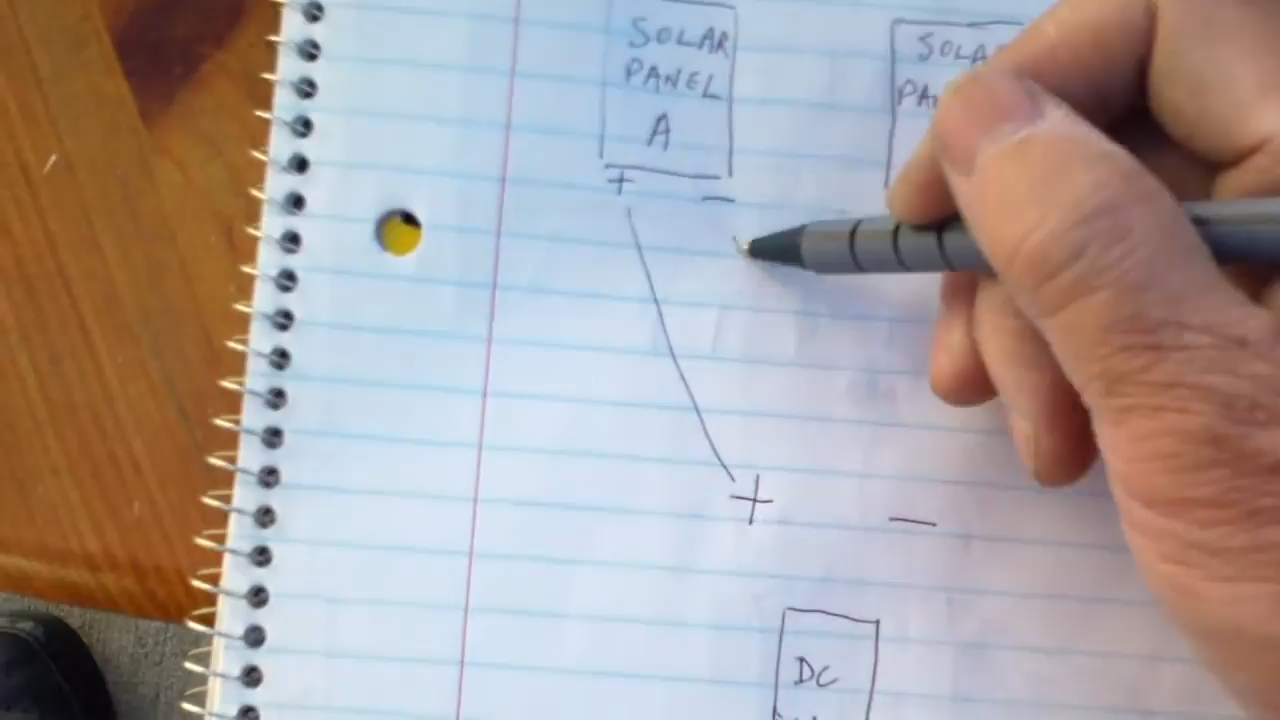 SOLAR
PANEL
A
+ −
+ −
DC